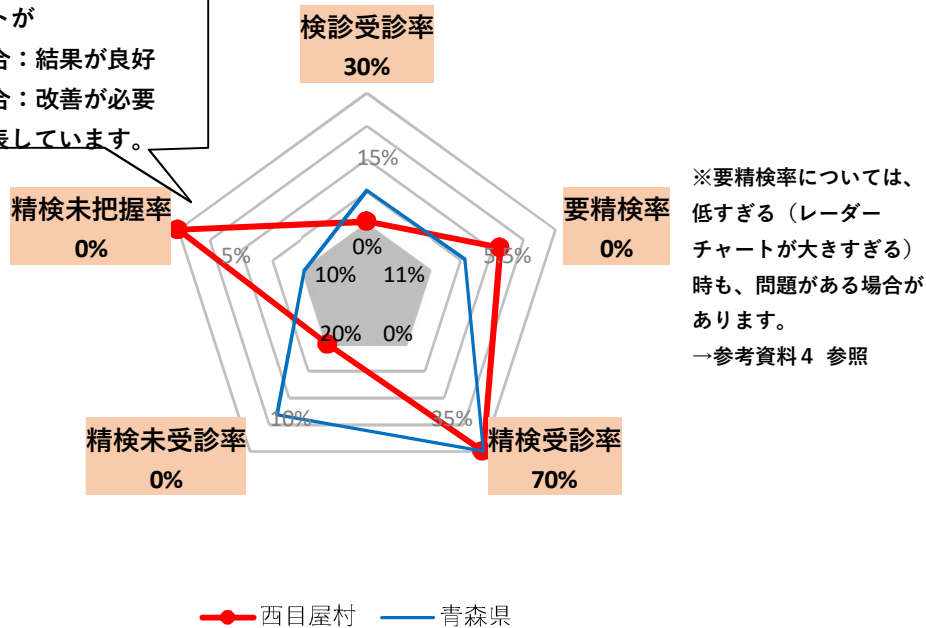 トが
合：結果が良好
合：改善が必要
表しています。
検診受診率
30%
15%
0%
精検未把握率
0%
5%
10%
要精検率
0%
5.5%
11%
※要精検率については、
低すぎる（レーダー
チャートが大きすぎる）
時も、問題がある場合が
あります。
→参考資料４ 参照
20%
0%
10%
35%
精検未受診率
0%
精検受診率
70%
西目屋村
青森県